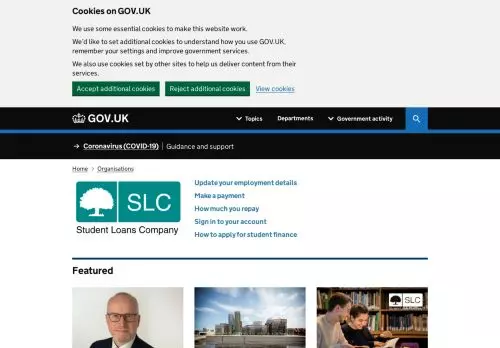 Cookies on GOV.UK
We use some essential cookies to make this website work.
We'd like to set additional cookies to understand how you use GOV.UK,
remember your settings and improve government services.
We also use cookies set by other sites to help us deliver content from their
services.
Accept additional cookies Reject additional cookies View cookies
GOV.UK Topics Departments Government activity
→ Coronavirus (COVID-19) | Guidance and support
Home > Organisations
SLC
Student Loans Company
Update your employment details
Make a payment
How much you repay
Sign in to your account
How to apply for student finance
Featured
SLC